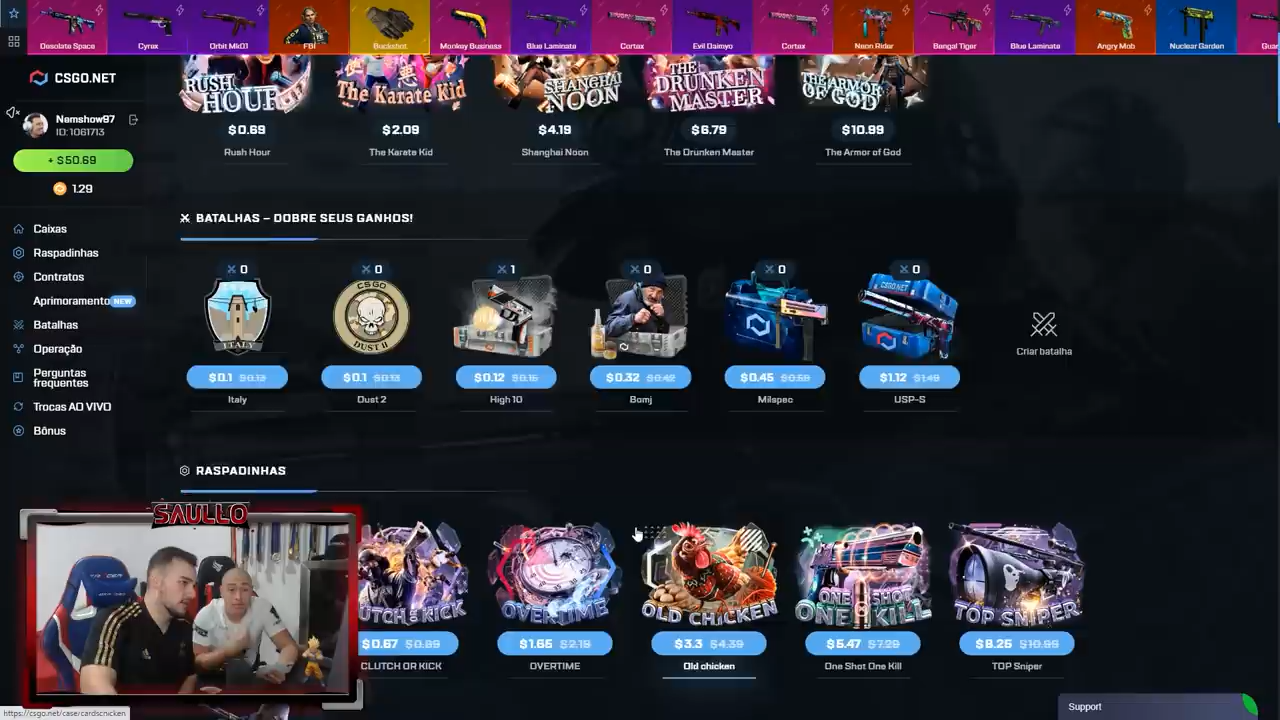 Desolate Space
Cyrex
Orbit Mk01
FBI
Buckshot
Monkey Business
Blue Laminate
Cortex
Evil Daimyo
Cortex
Neon Rider
Bengal Tiger
Blue Laminate
Angry Mob
Nuclear Garden
CSGO.NET
Nemshow97
ID: 1061713
+ $50.69
1.29
Caixas
Raspadinhas
Contratos
Aprimoramento NEW
Batalhas
Operação
Perguntas
frequentes
Trocas AO VIVO
Bônus
RUSH
HOUR
The Karate Kid
SHANGHAI
NOON
THE
DRUNKEN
MASTER
THE ARMOR
OF GOD
$0.69
$2.09
$4.19
$6.79
$10.99
Rush Hour
The Karate Kid
Shanghai Noon
The Drunken Master
The Armor of God
BATALHAS – DOBRE SEUS GANHOS!
0
0
1
0
0
0
ITALY
CSGO
DUST II
CSGO.NET
$0.1 $0.13
$0.1 $0.13
$0.12 $0.15
$0.32 $0.42
$0.45 $0.59
$1.12 $1.49
Italy
Dust 2
High 10
Bomj
Milspec
USP-S
Criar batalha
RASPADINHAS
OVERTIME
OLD CHICKEN
ONE SHOT
ONE KILL
TOP SNIPER
$0.67 $0.89
$1.65 $2.19
$3.3 $4.39
$5.47 $7.29
$8.25 $10.99
CLUTCH OR KICK
OVERTIME
Old chicken
One Shot One Kill
TOP Sniper
SAULLO
Support
https://csgo.net/case/cardschicken